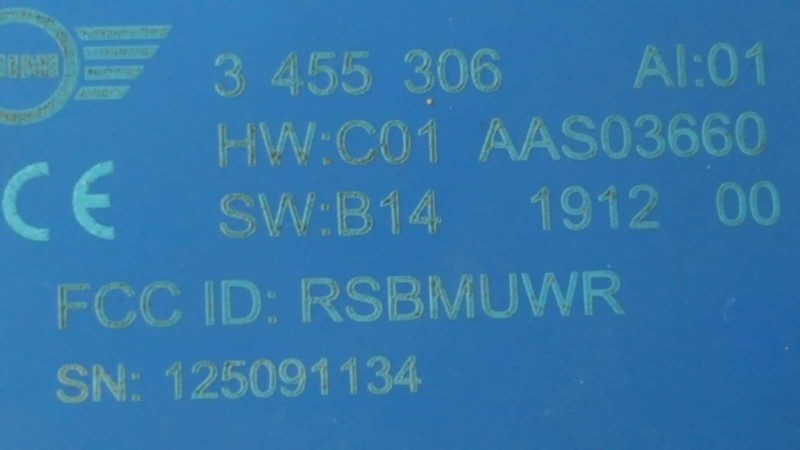 3 455 306 AI:01
HW:C01 AAS03660
CE SW:B14 1912 00
FCC ID: RSBMUWR
SN: 125091134